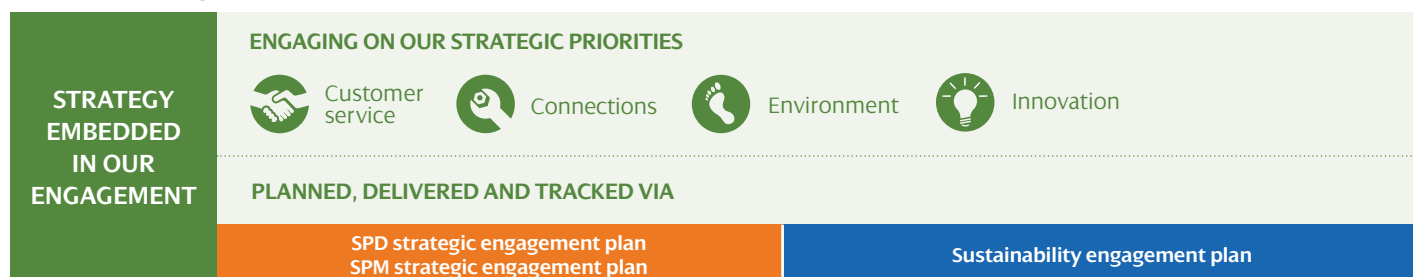 STRATEGY
EMBEDDED
IN OUR
ENGAGEMENT
ENGAGING ON OUR STRATEGIC PRIORITIES
Customer
service
Connections
Environment
Innovation
PLANNED, DELIVERED AND TRACKED VIA
SPD strategic engagement plan
SPM strategic engagement plan
Sustainability engagement plan